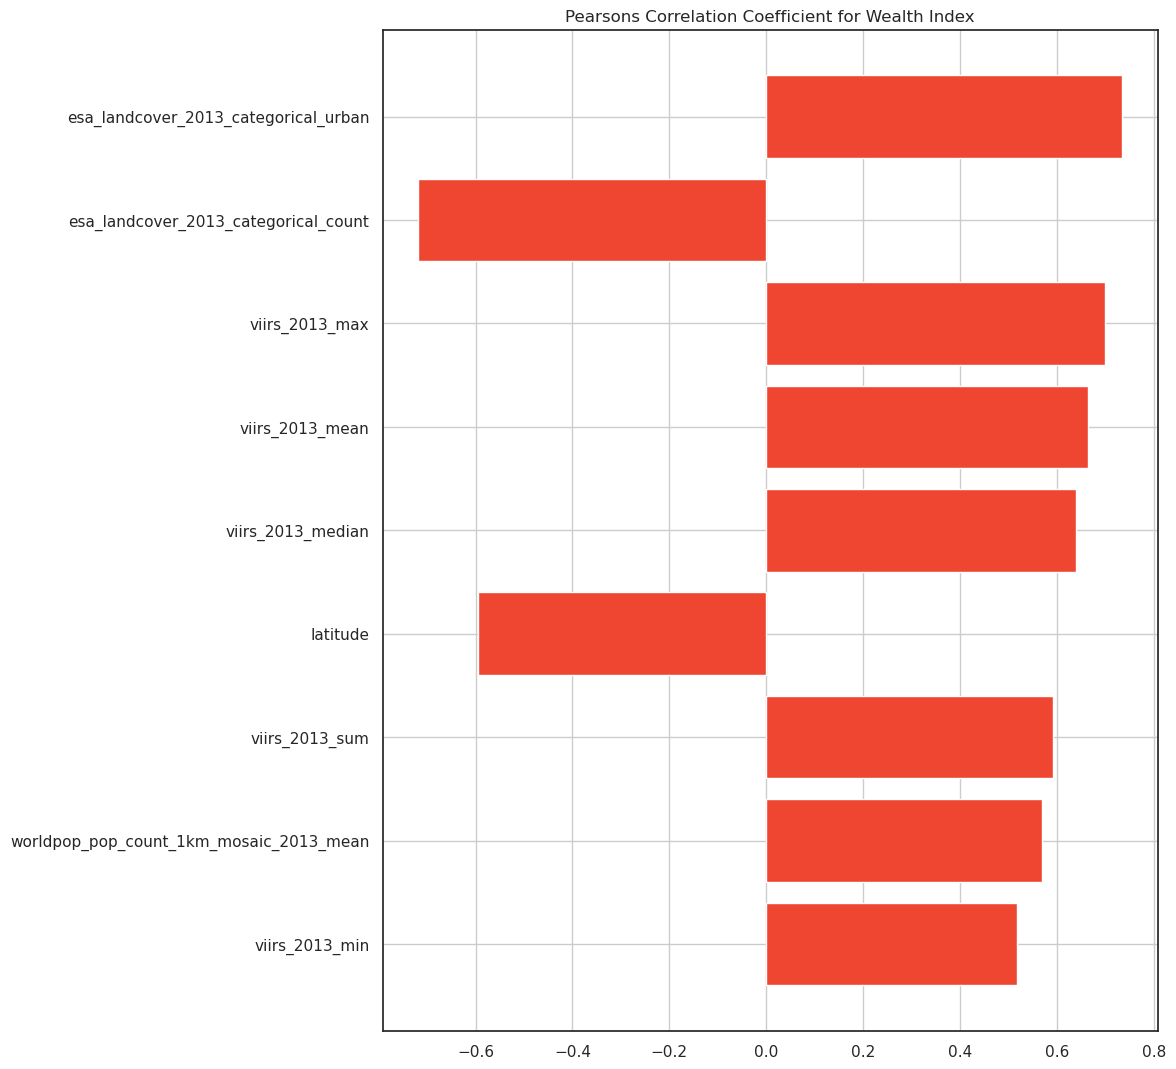 Pearsons Correlation Coefficient for Wealth Index
esa_landcover_2013_categorical_urban
esa_landcover_2013_categorical_count
viirs_2013_max
viirs_2013_mean
viirs_2013_median
latitude
viirs_2013_sum
worldpop_pop_count_1km_mosaic_2013_mean
viirs_2013_min
−0.6 −0.4 −0.2 0.0 0.2 0.4 0.6 0.8